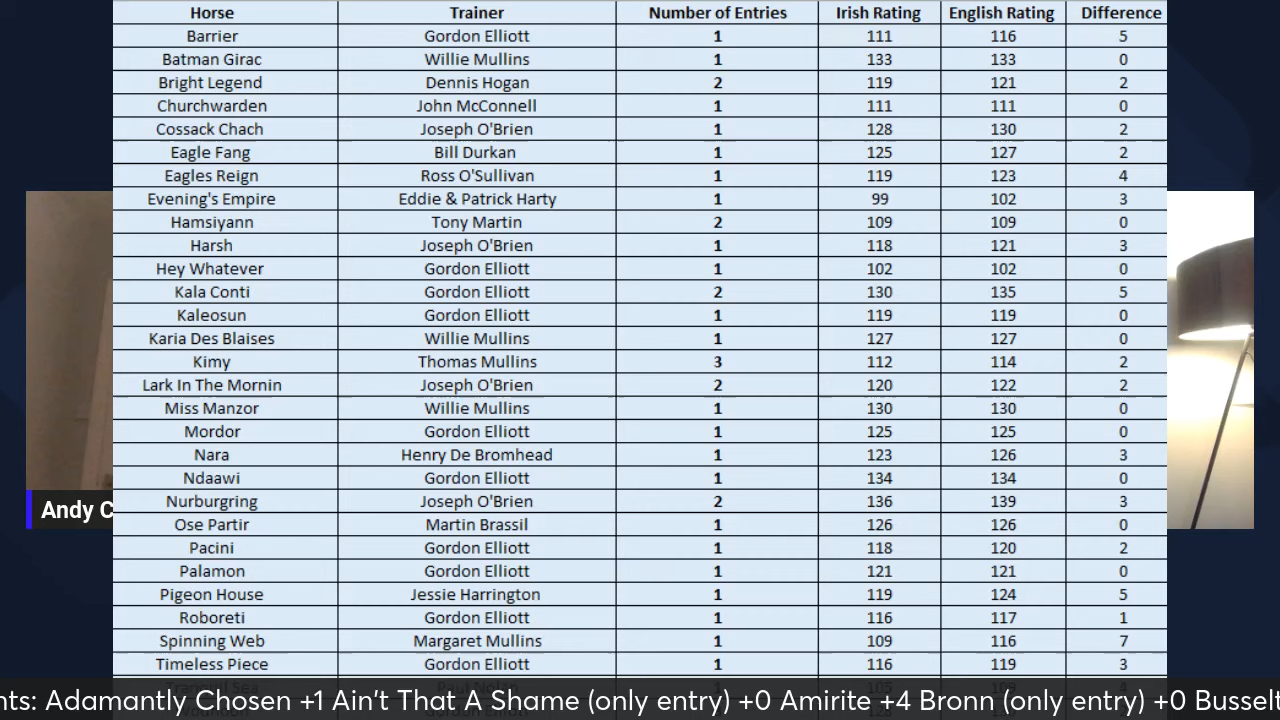 Horse Trainer Number of Entries Irish Rating English Rating Difference
Barrier Gordon Elliott 1 111 116 5
Batman Girac Willie Mullins 1 133 133 0
Bright Legend Dennis Hogan 2 119 121 2
Churchwarden John McConnell 1 111 111 0
Cossack Chach Joseph O'Brien 1 128 130 2
Eagle Fang Bill Durkan 1 125 127 2
Eagles Reign Ross O'Sullivan 1 119 123 4
Evening's Empire Eddie & Patrick Harty 1 99 102 3
Hamsiyann Tony Martin 2 109 109 0
Harsh Joseph O'Brien 1 118 121 3
Hey Whatever Gordon Elliott 1 102 102 0
Kala Conti Gordon Elliott 2 130 135 5
Kaleosun Gordon Elliott 1 119 119 0
Karia Des Blaises Willie Mullins 1 127 127 0
Kimy Thomas Mullins 3 112 114 2
Lark In The Mornin Joseph O'Brien 2 120 122 2
Miss Manzor Willie Mullins 1 130 130 0
Mordor Gordon Elliott 1 125 125 0
Nara Henry De Bromhead 1 123 126 3
Ndaawi Gordon Elliott 1 134 134 0
Nurburgring Joseph O'Brien 2 136 139 3
Ose Partir Martin Brassil 1 126 126 0
Pacini Gordon Elliott 1 118 120 2
Palamon Gordon Elliott 1 121 121 0
Pigeon House Jessie Harrington 1 119 124 5
Roboreti Gordon Elliott 1 116 117 1
Spinning Web Margaret Mullins 1 109 116 7
Timeless Piece Gordon Elliott 1 116 119 3
Andy C
nts: Adamantly Chosen +1 Ain't That A Shame (only entry) +0 Amirite +4 Bronn (only entry) +0 Busselt